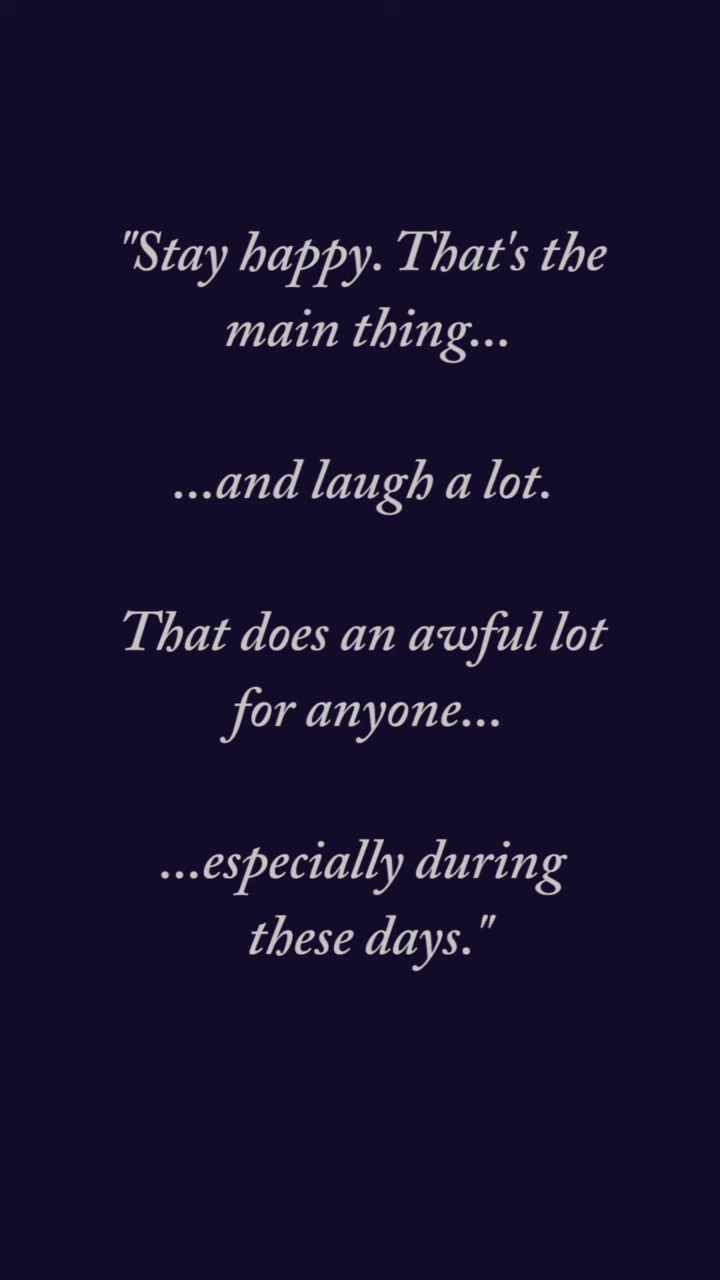 "Stay happy. That's the
main thing...
...and laugh a lot.
That does an awful lot
for anyone...
...especially during
these days."